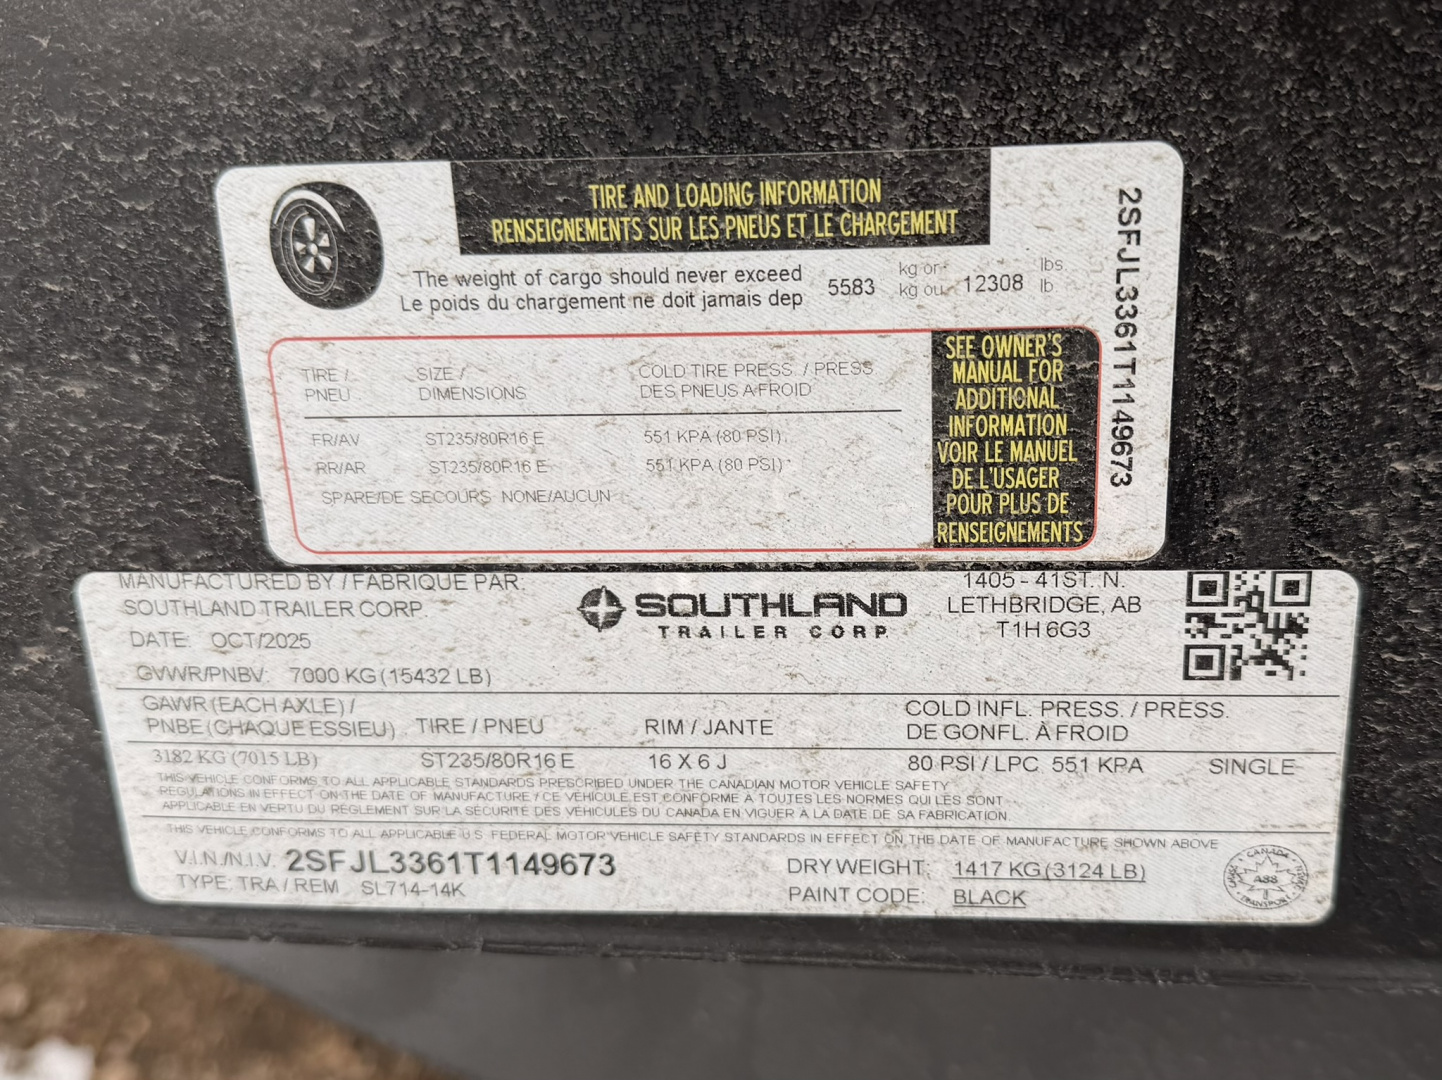 TIRE AND LOADING INFORMATION
RENSEIGNEMENTS SUR LES PNEUS ET LE CHARGEMENT
The weight of cargo should never exceed 5583 kg or 12308 lbs
Le poids du chargement ne doit jamais dep kg ou lb
TIRE / SIZE / COLD TIRE PRESS. / PRESS
PNEU DIMENSIONS DES PNEUS A FROID
FR/AV ST235/80R16 E 551 KPA (80 PSI)
RR/AR ST235/80R16 E 551 KPA (80 PSI)
SPARE/DE SECOURS NONE/AUCUN
SEE OWNER'S
MANUAL FOR
ADDITIONAL
INFORMATION
VOIR LE MANUEL
DE L'USAGER
POUR PLUS DE
RENSEIGNEMENTS
2SFJL3361T1149673
MANUFACTURED BY / FABRIQUE PAR:
SOUTHLAND TRAILER CORP.
DATE: OCT/2025
GVWR/PNBV: 7000 KG (15432 LB)
SOUTHLAND
TRAILER CORP.
1405 - 41ST. N.
LETHBRIDGE, AB
T1H 6G3
GAWR (EACH AXLE) / COLD INFL. PRESS. / PRESS.
PNBE (CHAQUE ESSIEU) TIRE / PNEU RIM / JANTE DE GONFL. À FROID
3182 KG (7015 LB) ST235/80R16 E 16 X 6 J 80 PSI / LPC 551 KPA SINGLE
THIS VEHICLE CONFORMS TO ALL APPLICABLE STANDARDS PRESCRIBED UNDER THE CANADIAN MOTOR VEHICLE SAFETY
REGULATIONS IN EFFECT ON THE DATE OF MANUFACTURE / CE VÉHICULE EST CONFORME À TOUTES LES NORMES QUI LES SONT
APPLICABLE EN VERTU DU RÈGLEMENT SUR LA SÉCURITÉ DES VÉHICULES DU CANADA EN VIGUER À LA DATE DE SA FABRICATION.
THIS VEHICLE CONFORMS TO ALL APPLICABLE U.S. FEDERAL MOTOR VEHICLE SAFETY STANDARDS IN EFFECT ON THE DATE OF MANUFACTURE SHOWN ABOVE
V.I.N./N.I.V. 2SFJL3361T1149673 DRY WEIGHT: 1417 KG (3124 LB)
TYPE: TRA / REM SL714-14K PAINT CODE: BLACK
CANADA
TRANSPORT